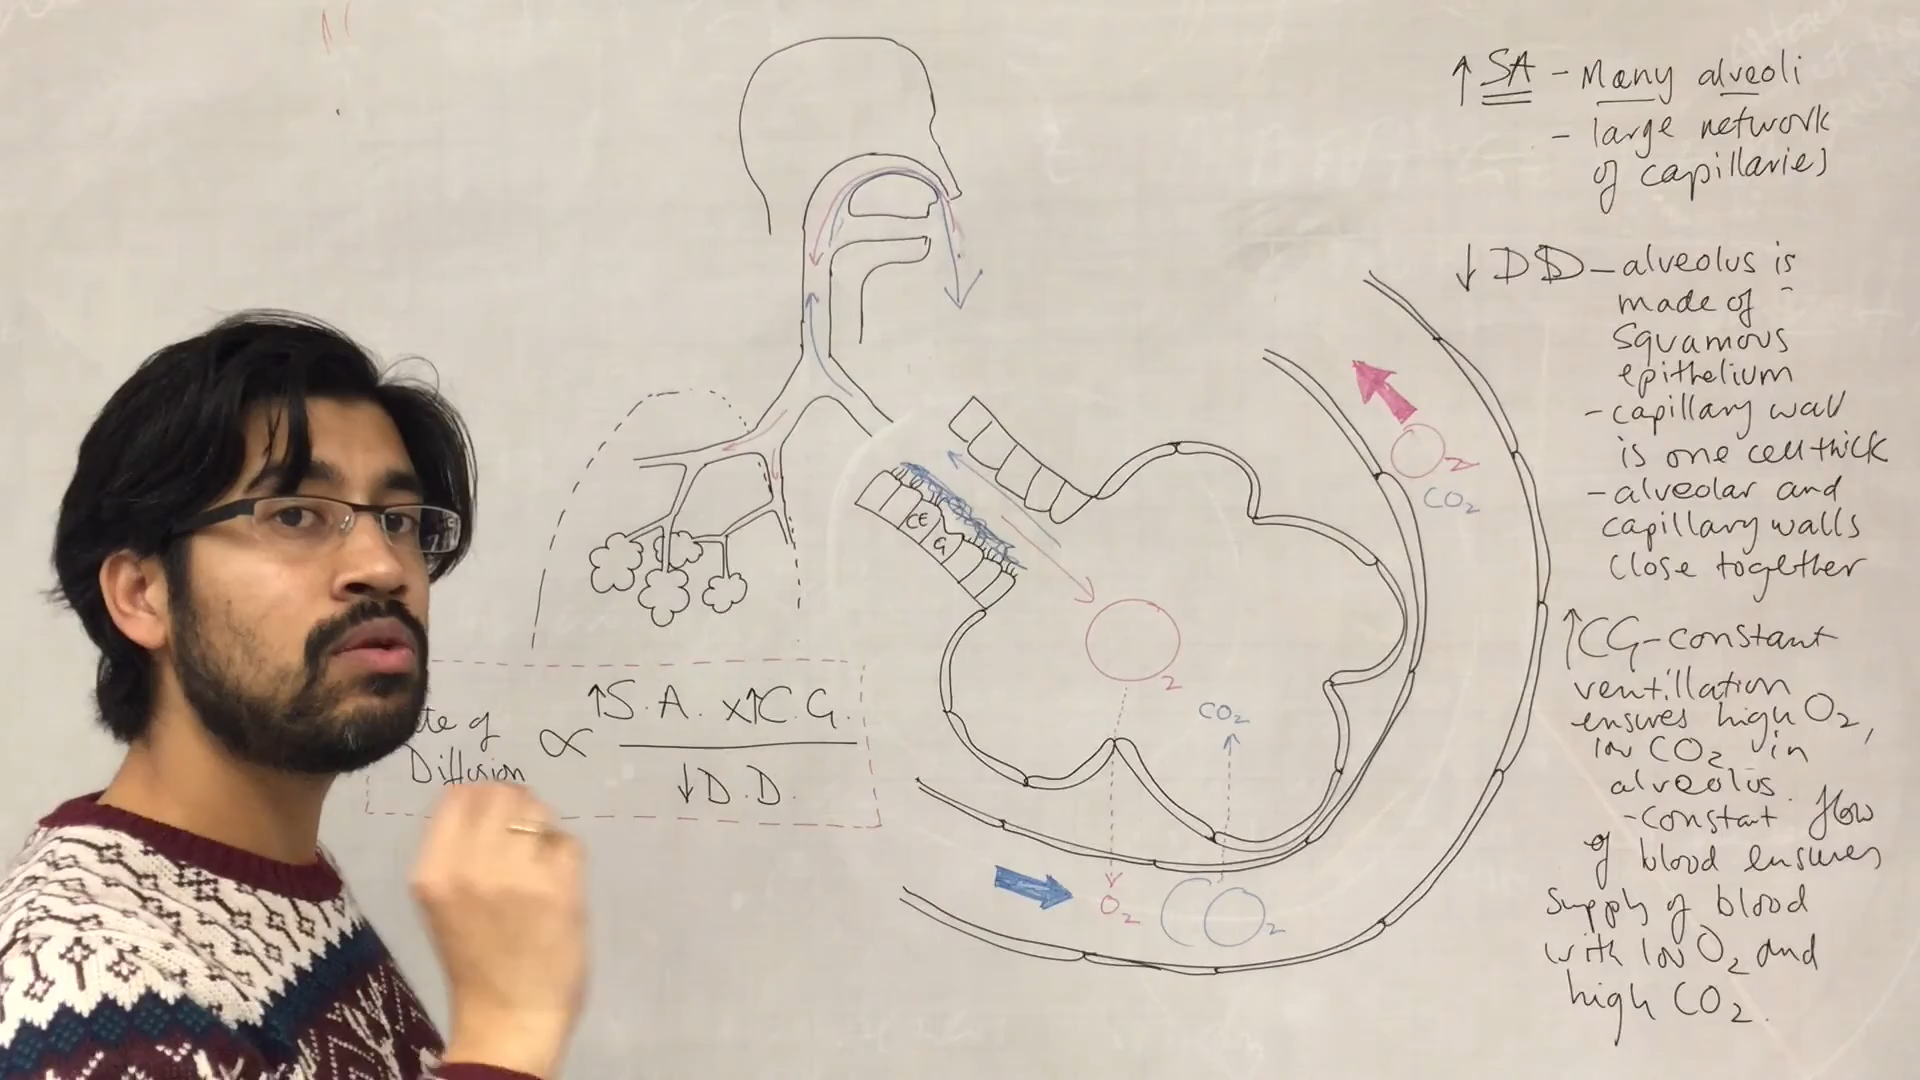 ↑ SA - Many alveoli
- large network
of capillaries
↓ DD - alveolus is
made of
squamous
epithelium
- capillary wall
is one cell thick
- alveolar and
capillary walls
close together
↑CG - constant
ventillation
ensures high O2,
low CO2 in
alveolus.
- constant flow
of blood ensures
supply of blood
with low O2 and
high CO2.
O2
CO2
CE
G
O2
CO2
O2
CO2
te of
Diffusion
∝
↑S.A. x↑C.G.
↓D.D.